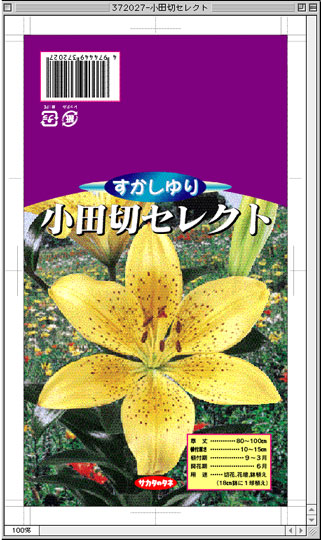 372027-小田切セレクト
4 974449 372027
すかしゆり
小田切セレクト
草丈…………80〜100cm
植付深さ…………10〜15cm
植付期…………9〜3月
開花期…………6月
用途……切花、花壇、鉢植え
(18cm鉢に1球植え)
サカタのタネ
100%